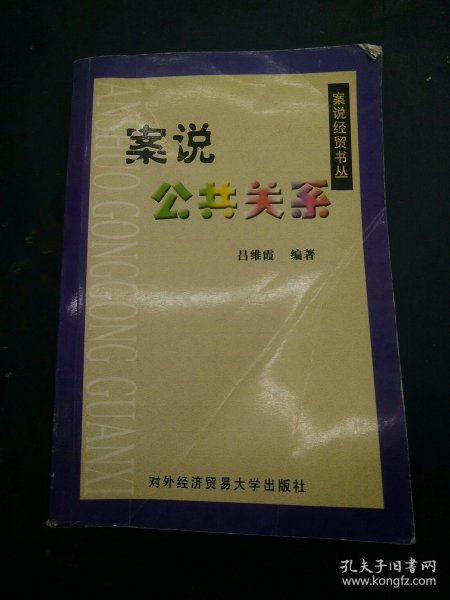 案说经贸书丛
案说
公共关系
吕维霞 编著
ANSHUO GONGGONG GUANXI
对外经济贸易大学出版社
孔夫子旧书网
www.kongfz.com